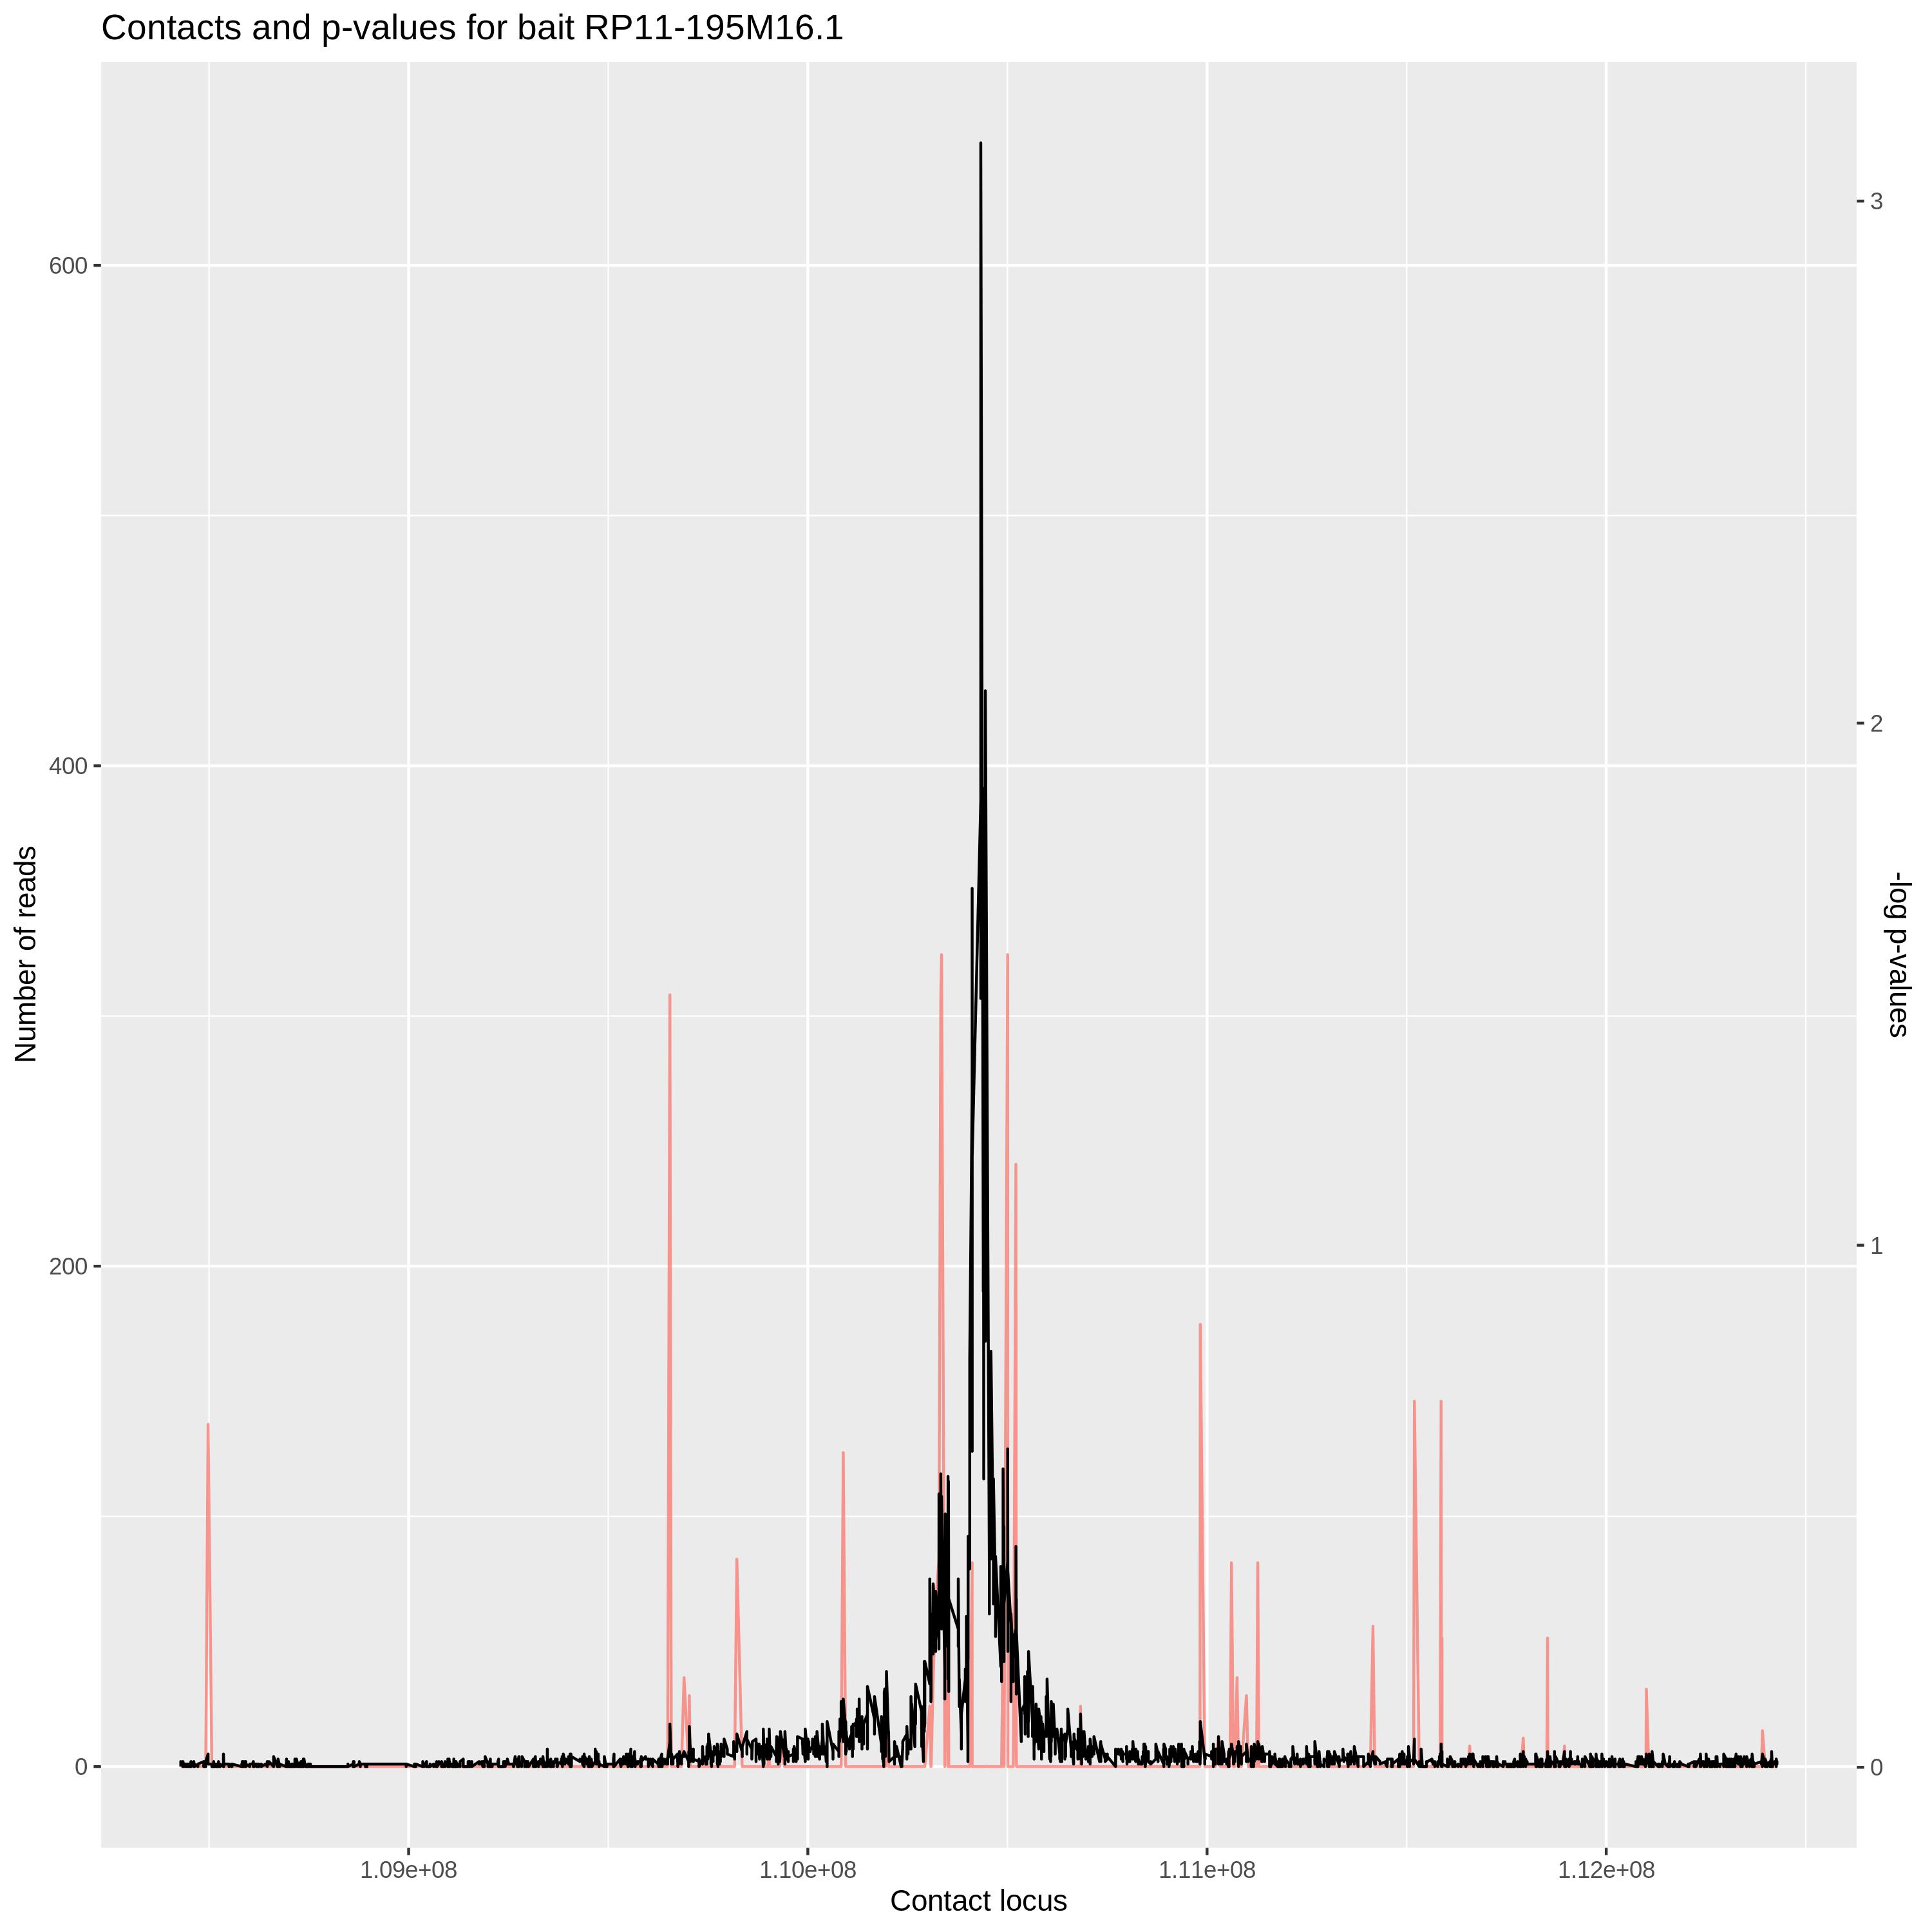 Contacts and p-values for bait RP11-195M16.1
600
400
200
0
Number of reads
3
2
1
0
-log p-values
1.09e+08
1.10e+08
1.11e+08
1.12e+08
Contact locus